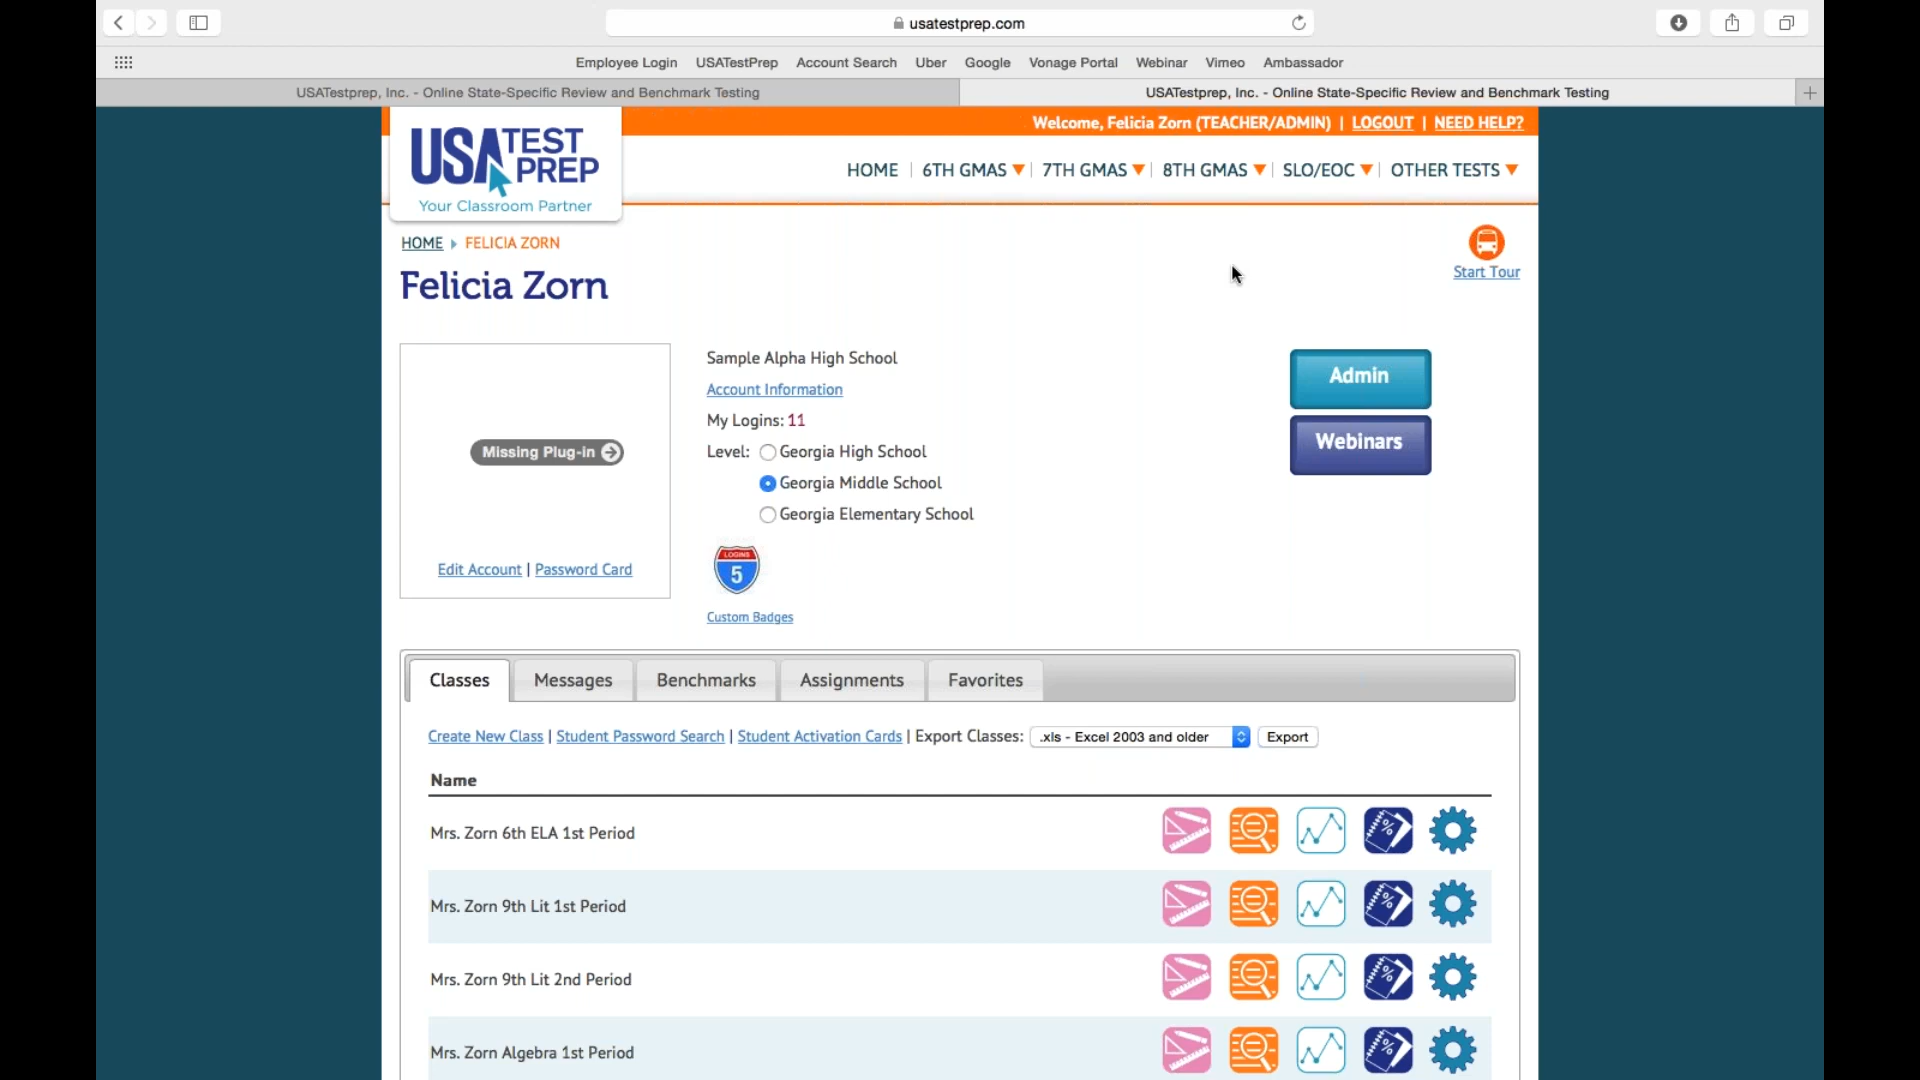 usatestprep.com
Employee Login USATestPrep Account Search Uber Google Vonage Portal Webinar Vimeo Ambassador
USATestprep, Inc. - Online State-Specific Review and Benchmark Testing
USATestprep, Inc. - Online State-Specific Review and Benchmark Testing
Welcome, Felicia Zorn (TEACHER/ADMIN) | LOGOUT | NEED HELP?
USA TEST PREP
Your Classroom Partner
HOME | 6TH GMAS | 7TH GMAS | 8TH GMAS | SLO/EOC | OTHER TESTS
HOME FELICIA ZORN
Start Tour
Felicia Zorn
Missing Plug-in
Edit Account | Password Card
Sample Alpha High School
Account Information
My Logins: 11
Level: Georgia High School
Georgia Middle School
Georgia Elementary School
LOGINS
5
Custom Badges
Admin
Webinars
Classes Messages Benchmarks Assignments Favorites
Create New Class | Student Password Search | Student Activation Cards | Export Classes: .xls - Excel 2003 and older Export
Name
Mrs. Zorn 6th ELA 1st Period
%
Mrs. Zorn 9th Lit 1st Period
%
Mrs. Zorn 9th Lit 2nd Period
%
Mrs. Zorn Algebra 1st Period
%